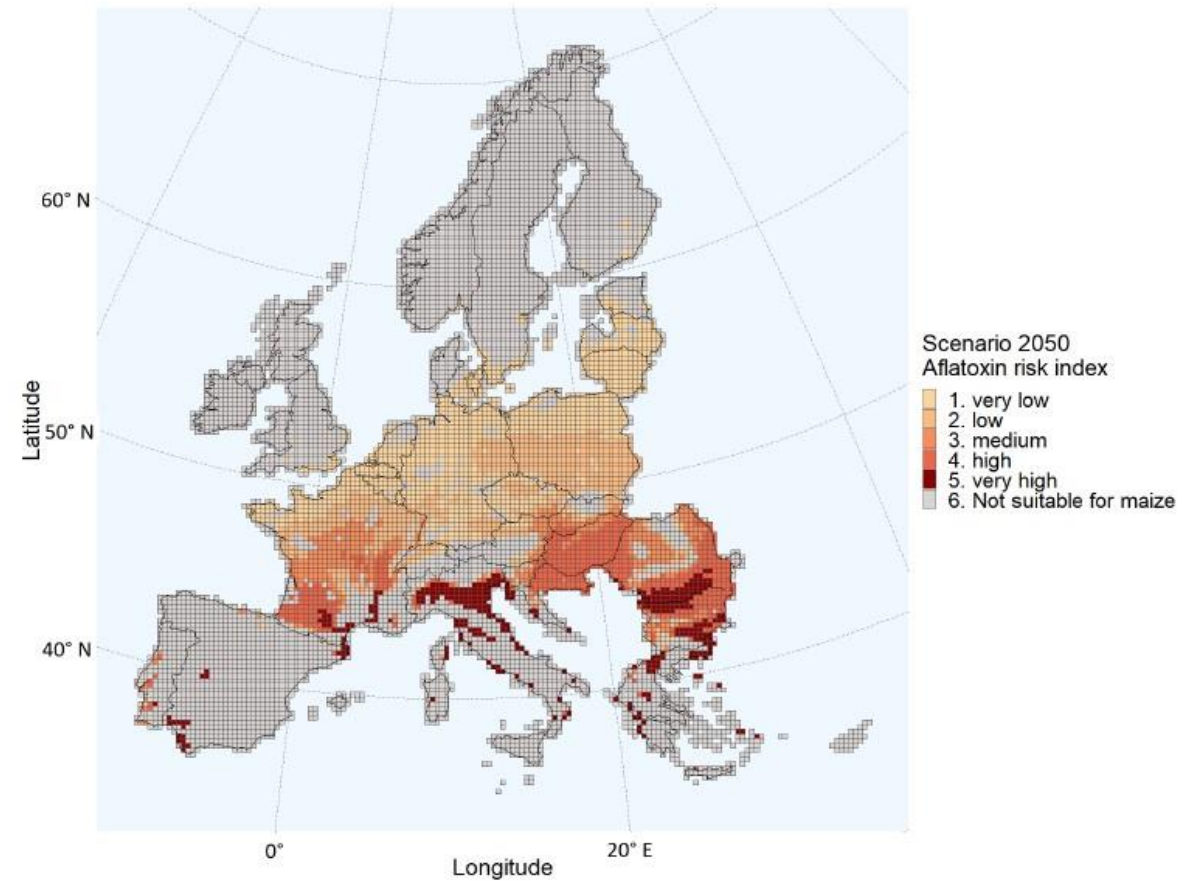 60° N
50° N
40° N
Latitude
0°
20° E
Longitude
Scenario 2050
Aflatoxin risk index
1. very low
2. low
3. medium
4. high
5. very high
6. Not suitable for maize